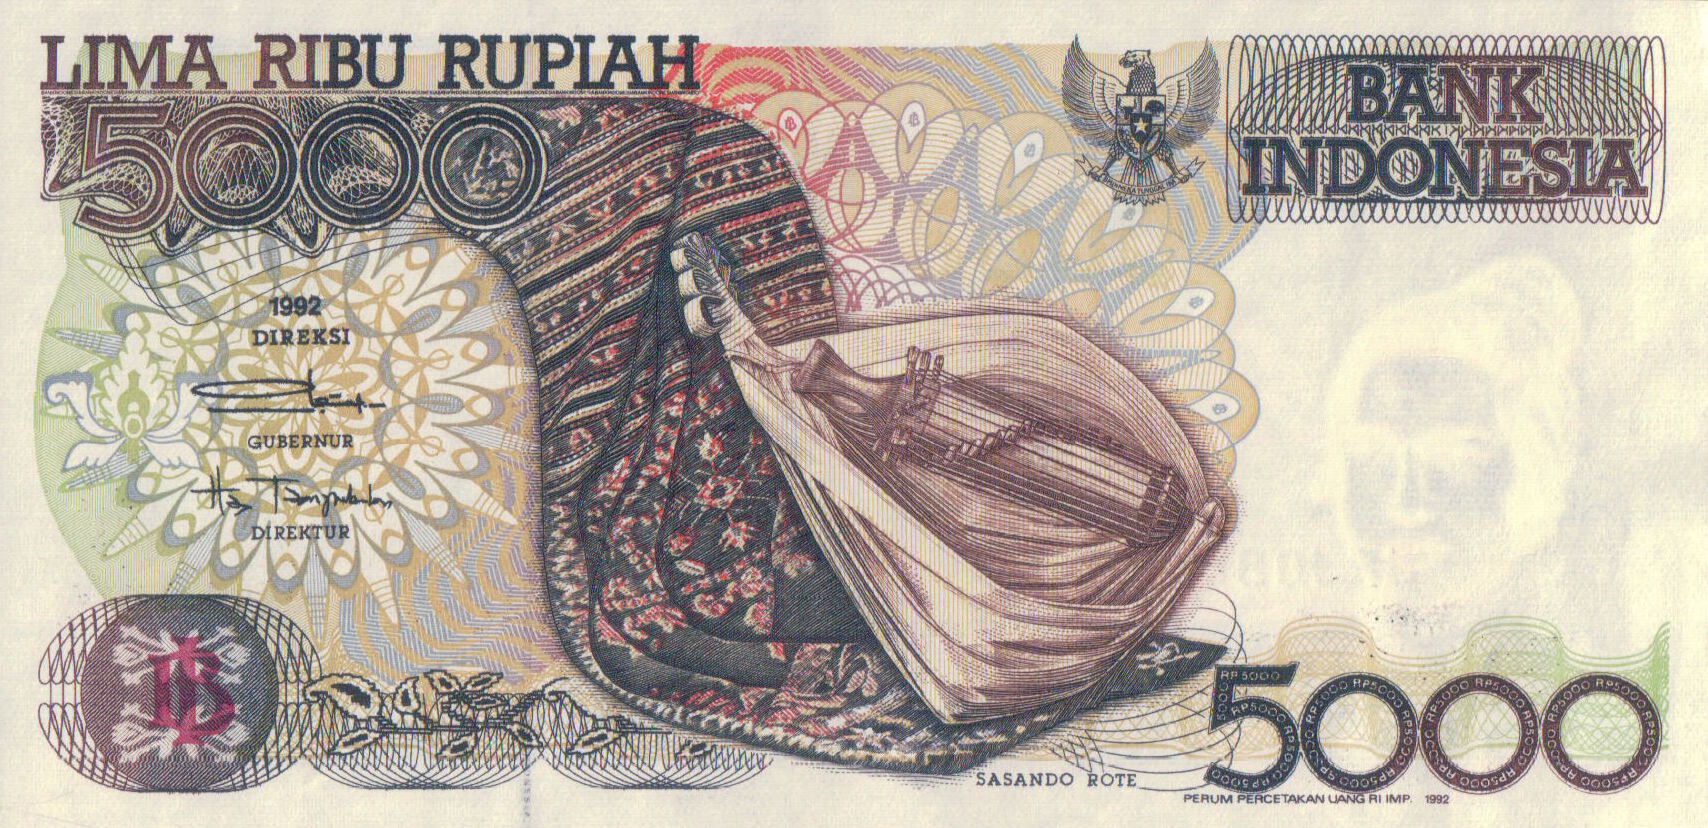 LIMA RIBU RUPIAH
5000
BANK
INDONESIA
1992
DIREKSI
GUBERNUR
DIREKTUR
SASANDO ROTE
5000
PERUM PERCETAKAN UANG RI IMP. 1992